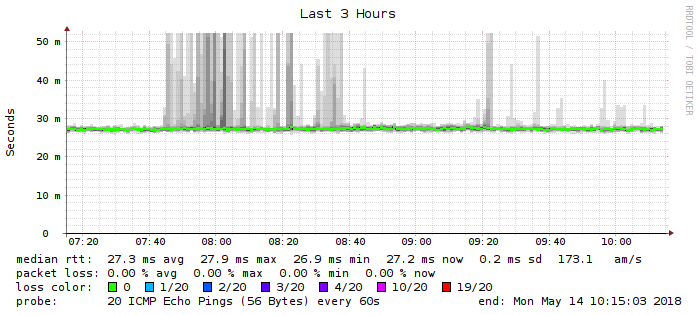 Last 3 Hours
RRDTOOL / TOBI OETIKER
Seconds
50 m
40 m
30 m
20 m
10 m
0
07:20 07:40 08:00 08:20 08:40 09:00 09:20 09:40 10:00
median rtt: 27.3 ms avg 27.9 ms max 26.9 ms min 27.2 ms now 0.2 ms sd 173.1 am/s
packet loss: 0.00 % avg 0.00 % max 0.00 % min 0.00 % now
loss color: 0 1/20 2/20 3/20 4/20 10/20 19/20
probe: 20 ICMP Echo Pings (56 Bytes) every 60s end: Mon May 14 10:15:03 2018